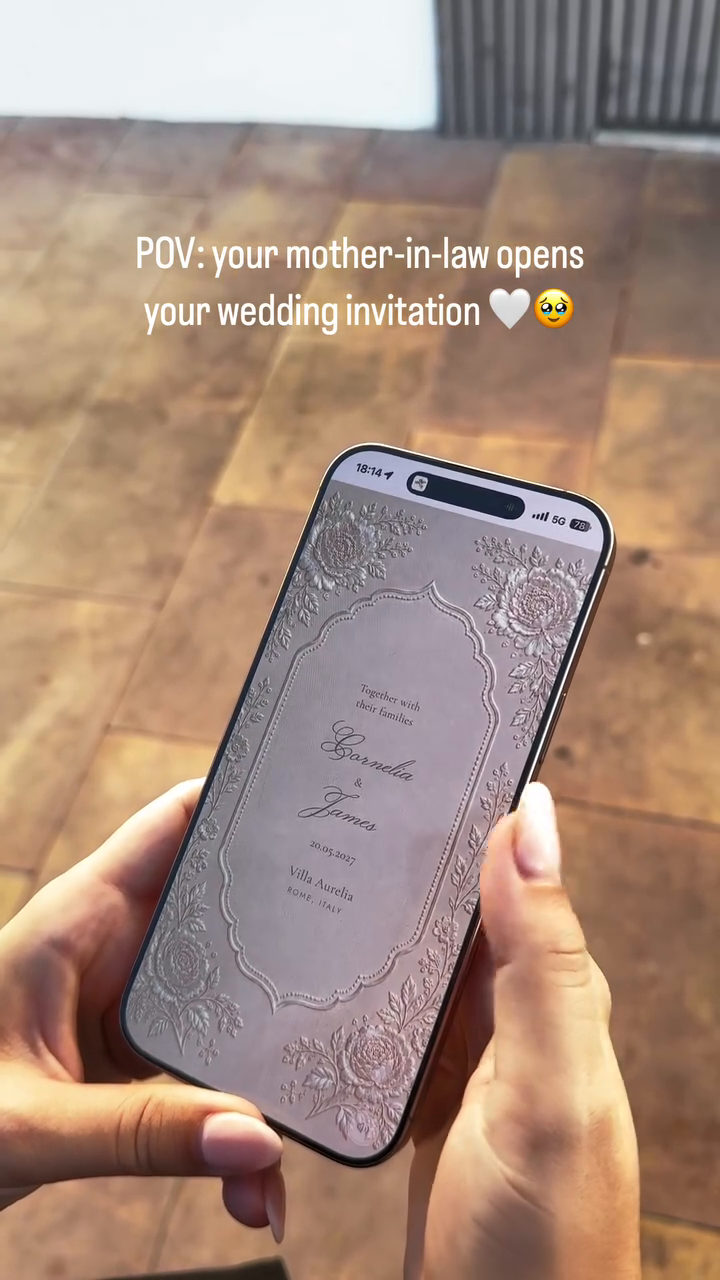 POV: your mother-in-law opens
your wedding invitation 🤍🥹
18:14
5G 78
Together with
their families
Cornelia
&
James
20.05.2027
Villa Aurelia
ROME, ITALY